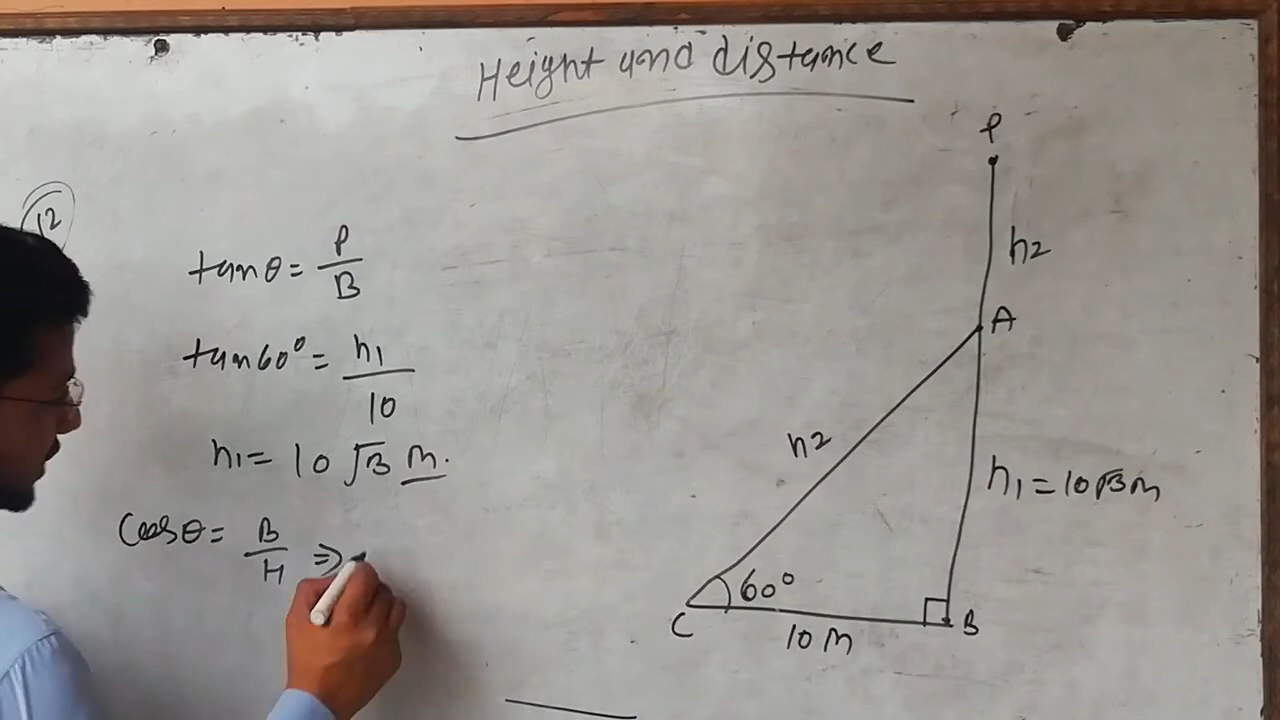 Height and distance
12
tanθ = P/B
tan60° = h1/10
h1 = 10√3 m.
Cosθ = B/H ⇒
P
h2
A
h2
h1 = 10√3 m
60°
C
B
10 m